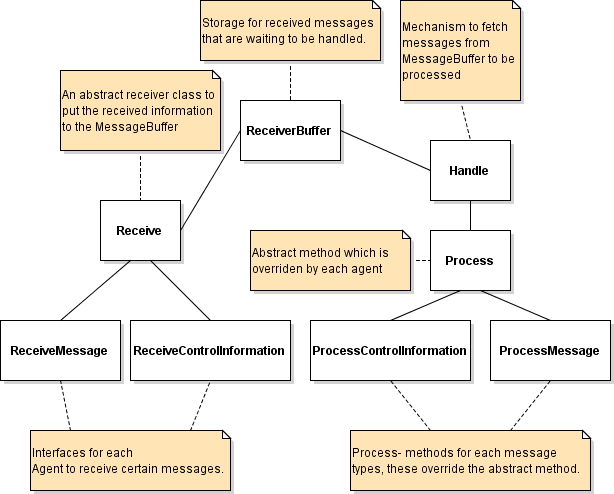 Storage for received messages
that are waiting to be handled.
Mechanism to fetch
messages from
MessageBuffer to be
processed
An abstract receiver class to
put the received information
to the MessageBuffer
ReceiverBuffer
Handle
Receive
Abstract method which is
overriden by each agent
Process
ReceiveMessage
ReceiveControlInformation
ProcessControlInformation
ProcessMessage
Interfaces for each
Agent to receive certain messages.
Process- methods for each message
types, these override the abstract method.